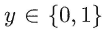 y ∈ {0, 1}